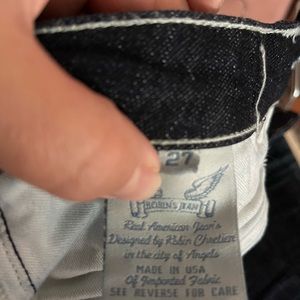 27
ROBIN'S JEAN
Real American Jean's
Designed by Robin Chretien
in the city of Angels
MADE IN USA
Of Imported Fabric
SEE REVERSE FOR CARE